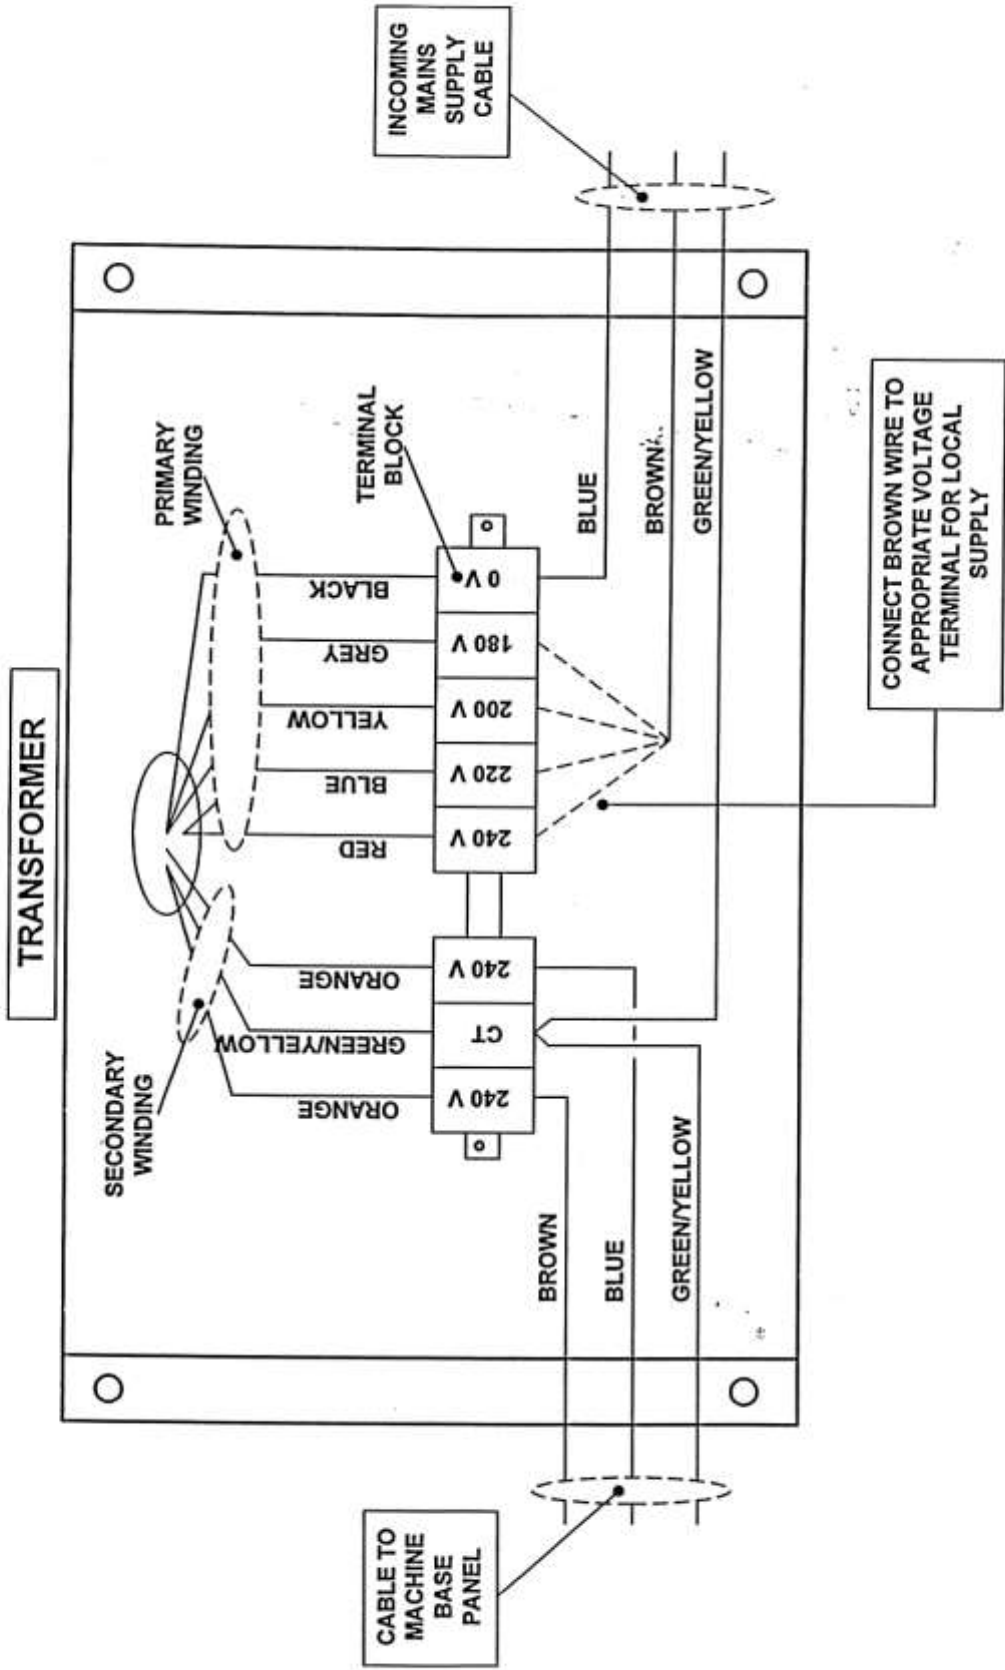 TRANSFORMER
SECONDARY
WINDING
PRIMARY
WINDING
ORANGE
GREEN/YELLOW
ORANGE
RED
BLUE
YELLOW
GREY
BLACK
TERMINAL
BLOCK
240 V
CT
240 V
240 V
220 V
200 V
180 V
0 V
BROWN
BLUE
GREEN/YELLOW
BLUE
BROWN
GREEN/YELLOW
CABLE TO
MACHINE
BASE
PANEL
INCOMING
MAINS
SUPPLY
CABLE
CONNECT BROWN WIRE TO
APPROPRIATE VOLTAGE
TERMINAL FOR LOCAL
SUPPLY